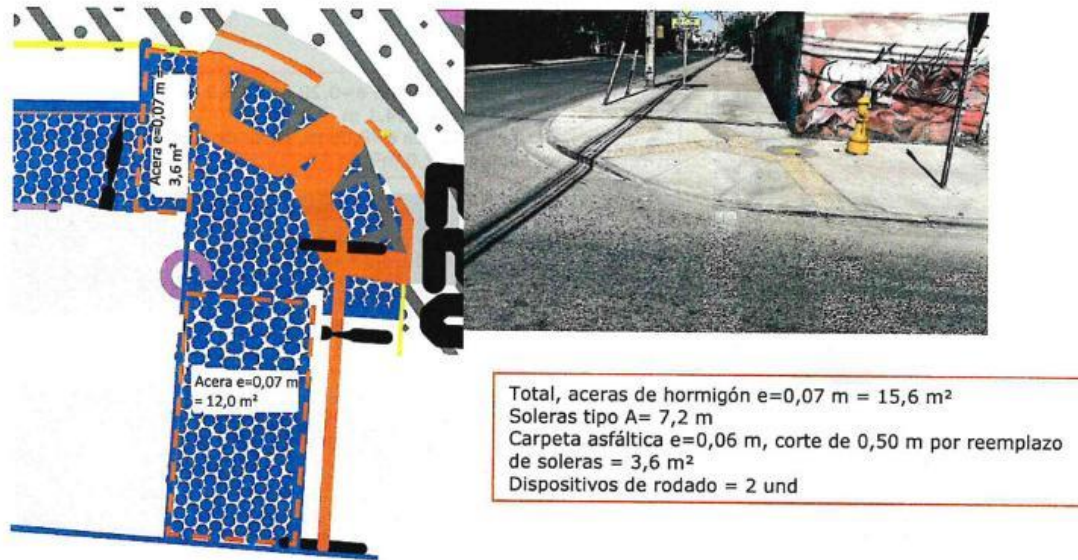 Acera e=0,07 m =
3,6 m²
Acera e=0,07 m
= 12,0 m²
Total, aceras de hormigón e=0,07 m = 15,6 m²
Soleras tipo A= 7,2 m
Carpeta asfáltica e=0,06 m, corte de 0,50 m por reemplazo
de soleras = 3,6 m²
Dispositivos de rodado = 2 und